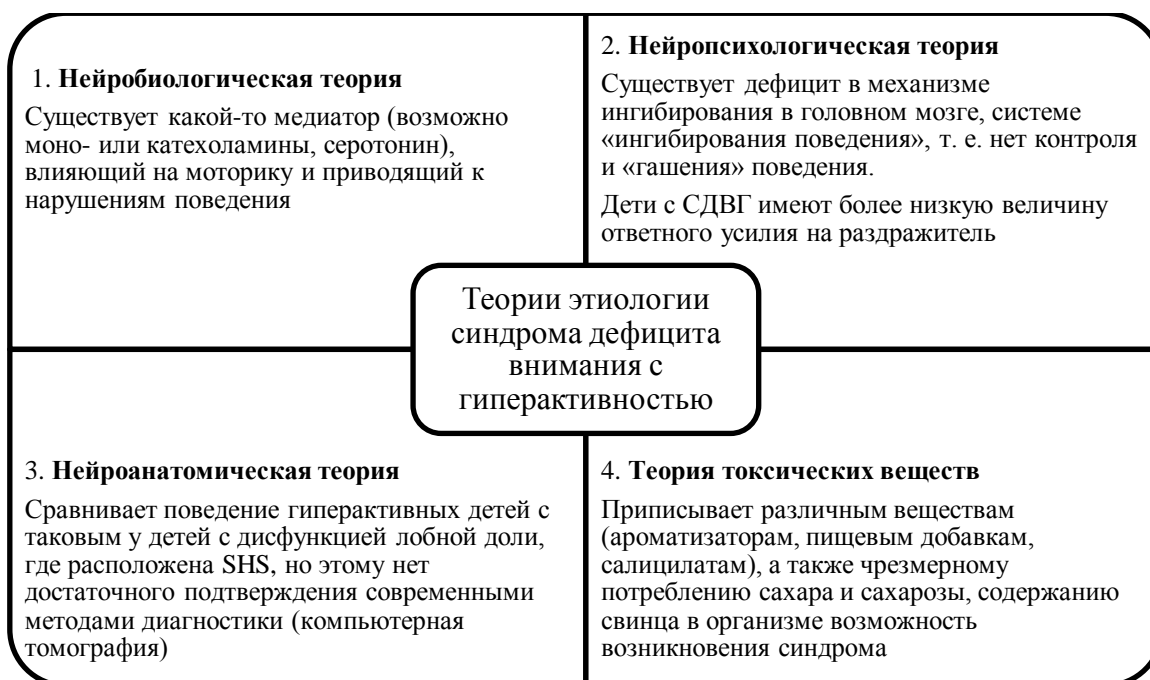 1. Нейробиологическая теория
Существует какой-то медиатор (возможно
моно- или катехоламины, серотонин),
влияющий на моторику и приводящий к
нарушениям поведения
2. Нейропсихологическая теория
Существует дефицит в механизме
ингибирования в головном мозге, системе
«ингибирования поведения», т. е. нет контроля
и «гашения» поведения.
Дети с СДВГ имеют более низкую величину
ответного усилия на раздражитель
Теории этиологии
синдрома дефицита
внимания с
гиперактивностью
3. Нейроанатомическая теория
Сравнивает поведение гиперактивных детей с
таковым у детей с дисфункцией лобной доли,
где расположена SHS, но этому нет
достаточного подтверждения современными
методами диагностики (компьютерная
томография)
4. Теория токсических веществ
Приписывает различным веществам
(ароматизаторам, пищевым добавкам,
салицилатам), а также чрезмерному
потреблению сахара и сахарозы, содержанию
свинца в организме возможность
возникновения синдрома